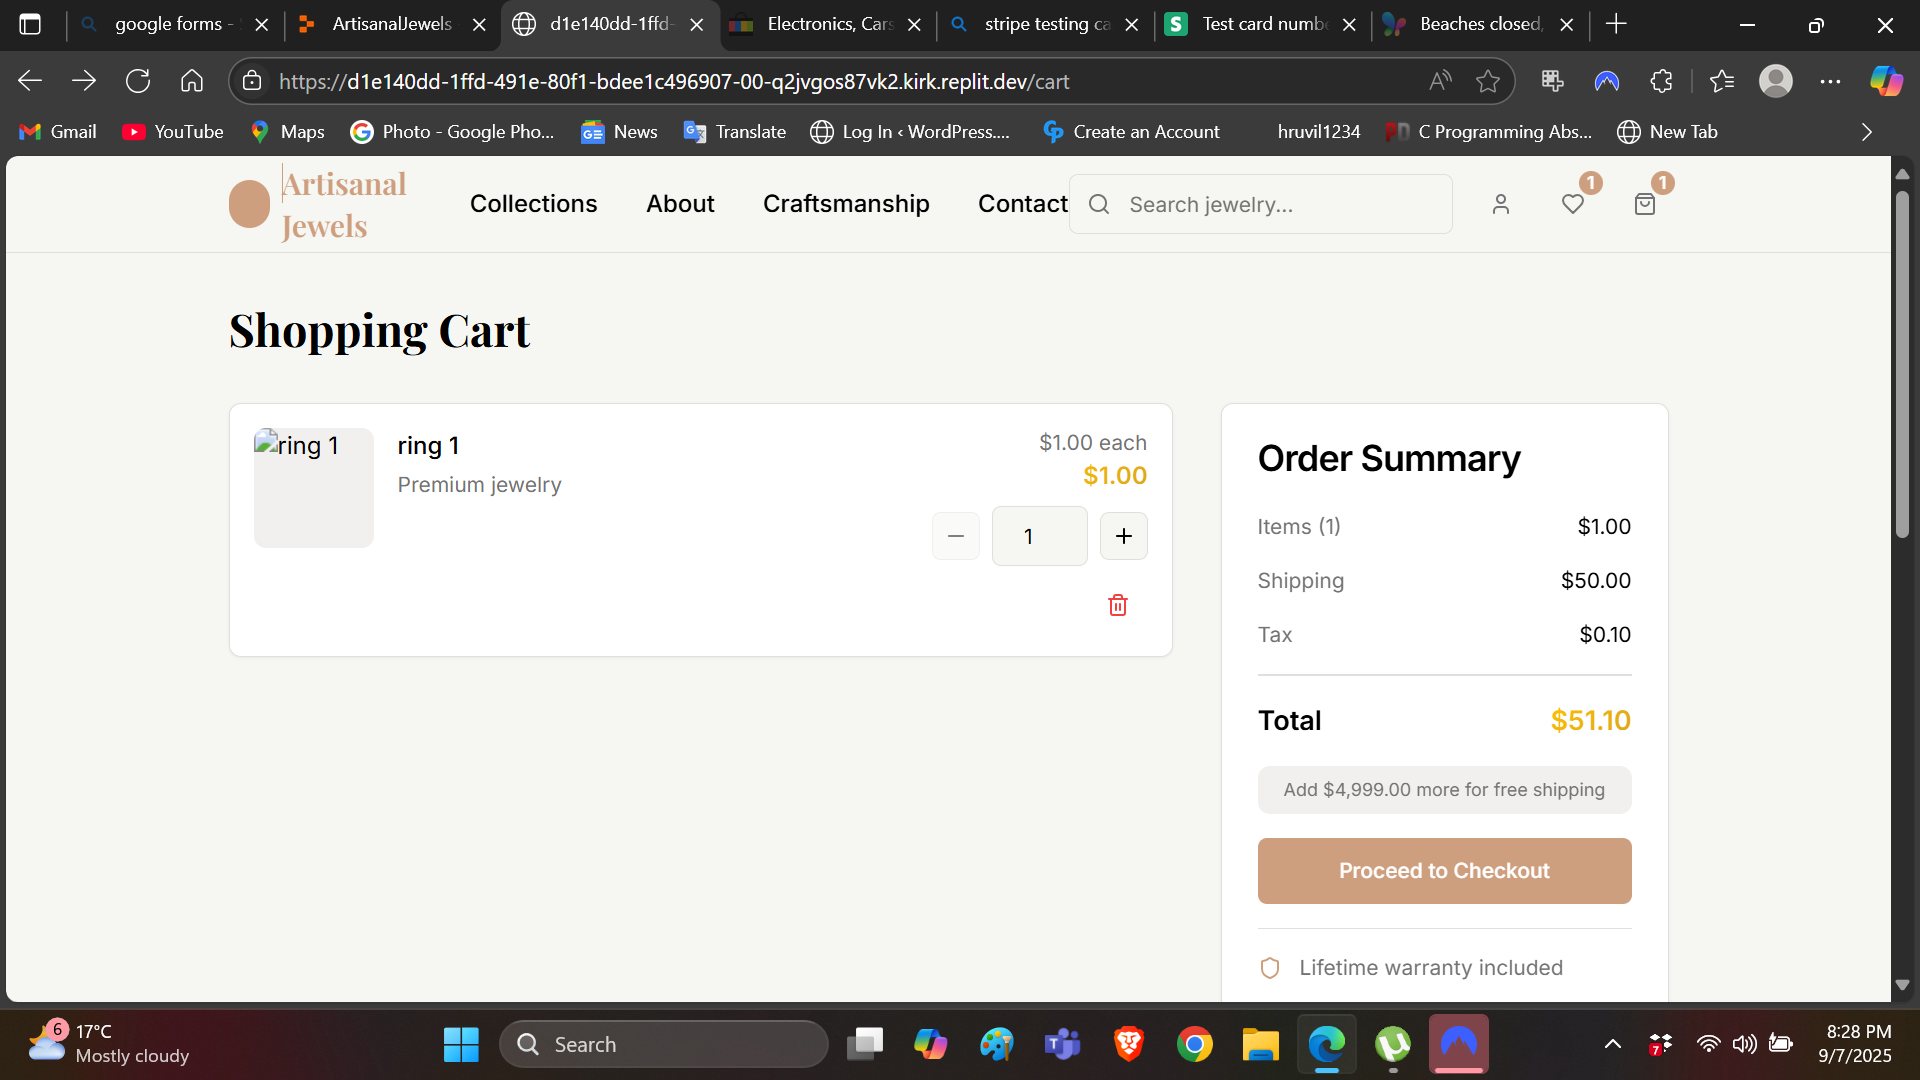 google forms -
ArtisanalJewels
d1e140dd-1ffd-
Electronics, Cars
stripe testing ca
Test card numbe
Beaches closed,
https://d1e140dd-1ffd-491e-80f1-bdee1c496907-00-q2jvgos87vk2.kirk.replit.dev/cart
Gmail
YouTube
Maps
Photo - Google Pho...
News
Translate
Log In ‹ WordPress....
Create an Account
hruvil1234
C Programming Abs...
New Tab
Artisanal
Jewels
Collections
About
Craftsmanship
Contact
Search jewelry...
1
1
Shopping Cart
ring 1
ring 1
Premium jewelry
$1.00 each
$1.00
1
Order Summary
Items (1) $1.00
Shipping $50.00
Tax $0.10
Total $51.10
Add $4,999.00 more for free shipping
Proceed to Checkout
Lifetime warranty included
6
17°C
Mostly cloudy
Search
7
8:28 PM
9/7/2025